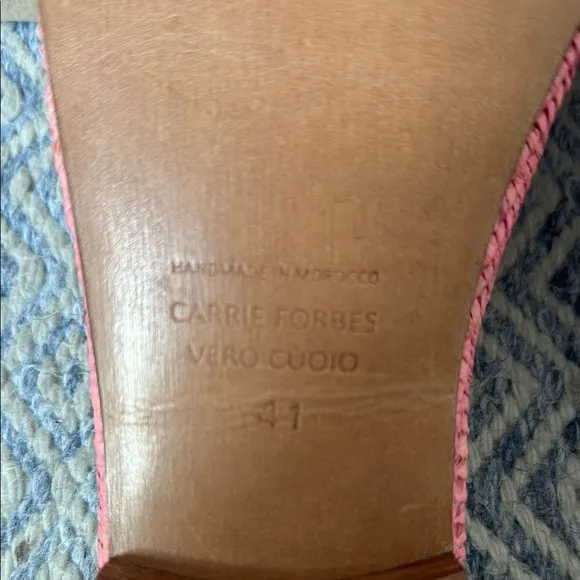 HANDMADE IN MOROCCO
CARRIE FORBES
VERO CUOIO
41